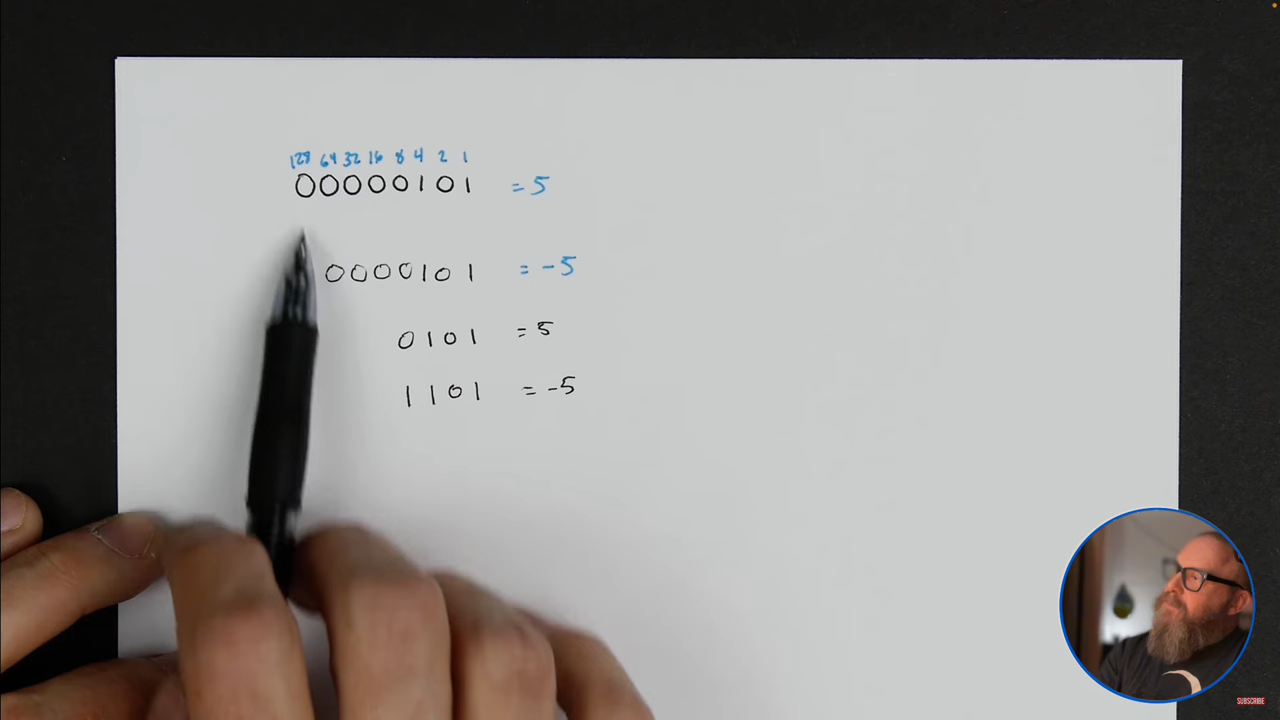 128 64 32 16 8 4 2 1
00000101 = 5
0000101 = -5
0101 = 5
1101 = -5
SUBSCRIBE